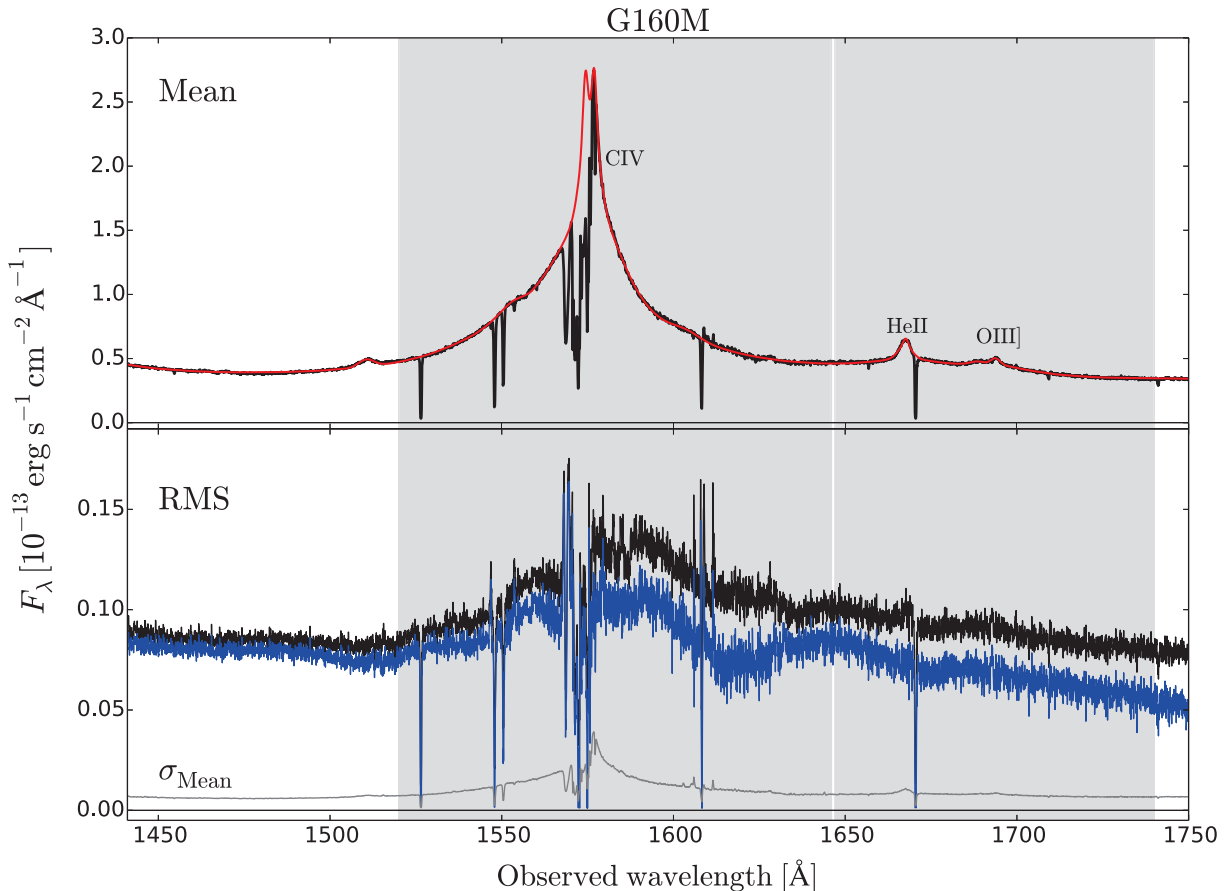 G160M
3.0
Mean
2.5
CIV
2.0
1.5
1.0
HeII
OIII]
0.5
0.0
F_λ [10^−13 erg s^−1 cm^−2 Å^−1]
RMS
0.15
0.10
0.05
σ_Mean
0.00
1450 1500 1550 1600 1650 1700 1750
Observed wavelength [Å]